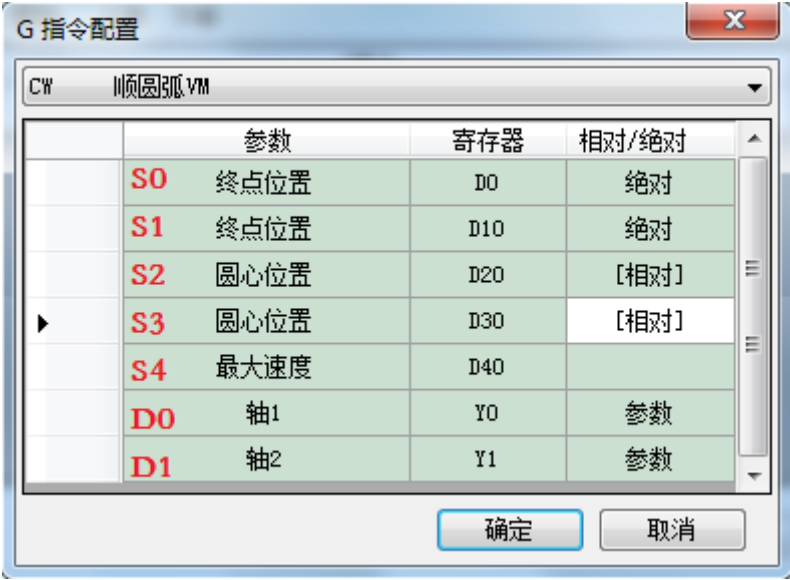 G 指令配置
CW 顺圆弧VM
参数 寄存器 相对/绝对
S0 终点位置 D0 绝对
S1 终点位置 D10 绝对
S2 圆心位置 D20 [相对]
S3 圆心位置 D30 [相对]
S4 最大速度 D40
D0 轴1 Y0 参数
D1 轴2 Y1 参数
确定 取消